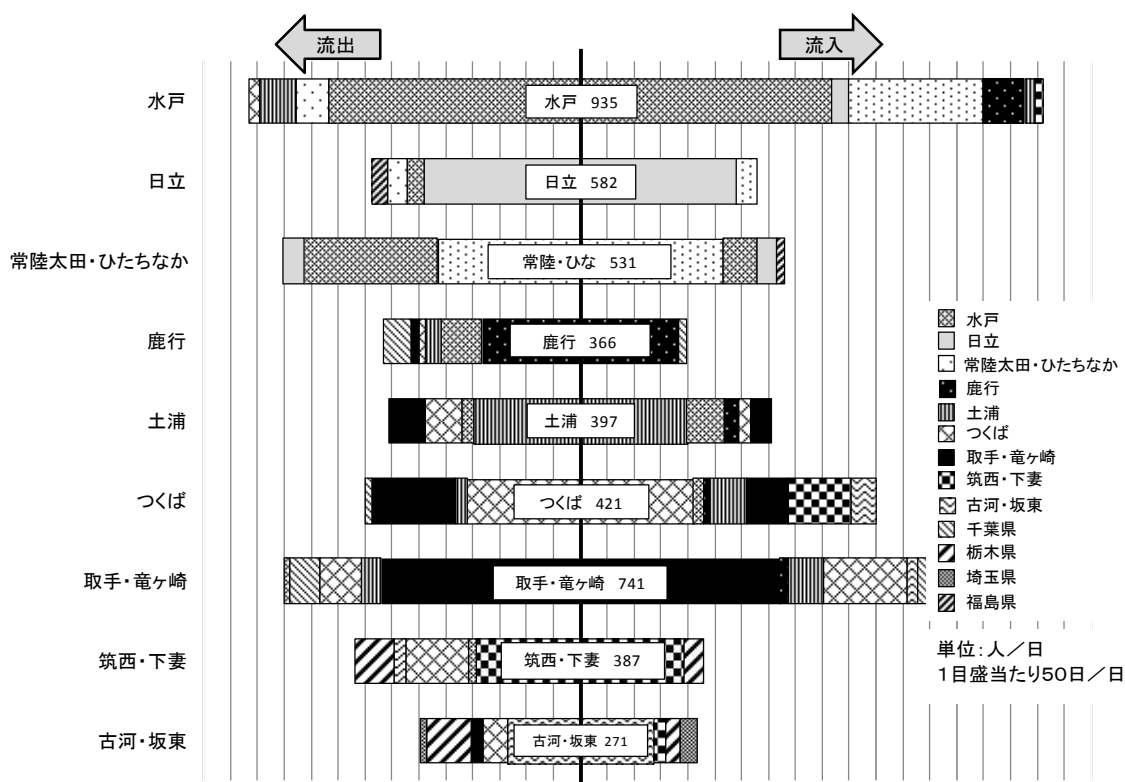 流出
流入
水戸
水戸 935
日立
日立 582
常陸太田・ひたちなか
常陸・ひな 531
鹿行
鹿行 366
土浦
土浦 397
つくば
つくば 421
取手・竜ヶ崎
取手・竜ヶ崎 741
筑西・下妻
筑西・下妻 387
古河・坂東
古河・坂東 271
水戸
日立
常陸太田・ひたちなか
鹿行
土浦
つくば
取手・竜ヶ崎
筑西・下妻
古河・坂東
千葉県
栃木県
埼玉県
福島県
単位:人/日
1目盛当たり50日/日